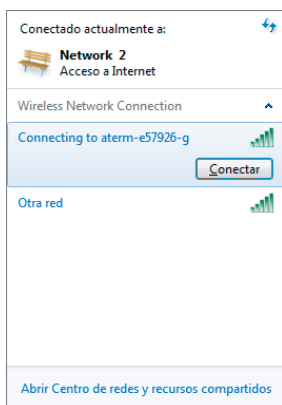 Conectado actualmente a:
Network 2
Acceso a Internet
Wireless Network Connection
Connecting to aterm-e57926-g
Conectar
Otra red
Abrir Centro de redes y recursos compartidos